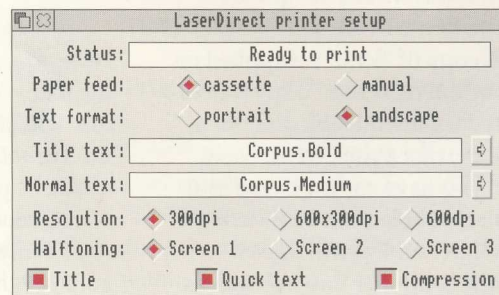 LaserDirect printer setup
Status: Ready to print
Paper feed: cassette manual
Text format: portrait landscape
Title text: Corpus.Bold
Normal text: Corpus.Medium
Resolution: 300dpi 600x300dpi 600dpi
Halftoning: Screen 1 Screen 2 Screen 3
Title Quick text Compression